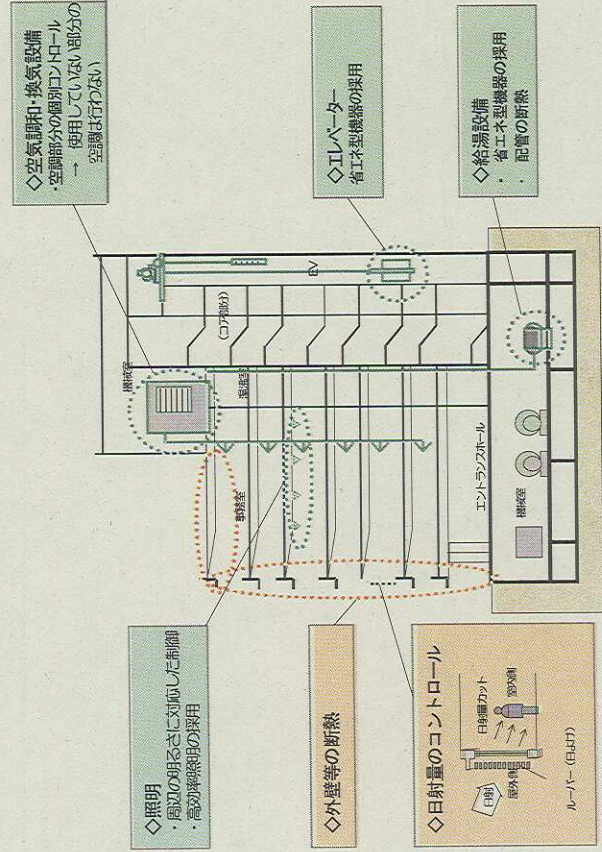 ◇照明
・周辺の明るさに対応した制御
・高効率照明の採用
◇外壁等の断熱
◇日射量のコントロール
日射
日射量カット
屋外側
室内側
ルーバー（日よけ）
機械室
事務室
湯沸室
（コア部分）
EV
エントランスホール
機械室
◇空気調和・換気設備
・空調部分の個別コントロール
→ 使用していない部分の
空調は行わない
◇エレベーター
省エネ型機器の採用
◇給湯設備
・ 省エネ型機器の採用
・ 配管の断熱